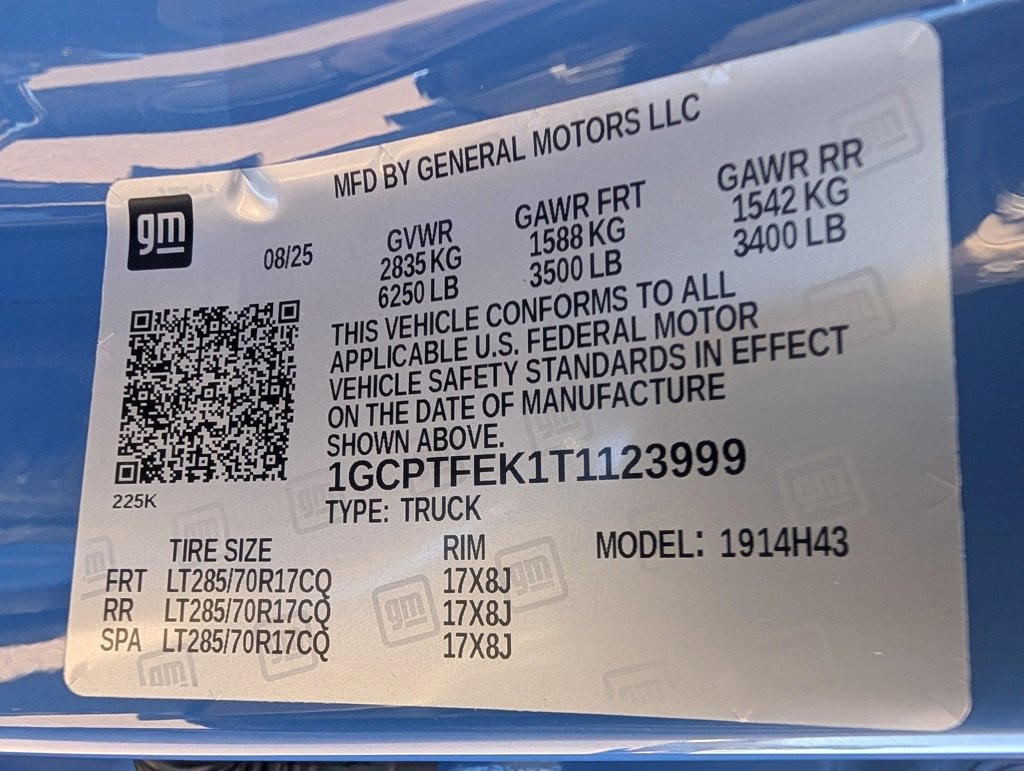 MFD BY GENERAL MOTORS LLC
gm
08/25
GVWR
2835 KG
6250 LB
GAWR FRT
1588 KG
3500 LB
GAWR RR
1542 KG
3400 LB
THIS VEHICLE CONFORMS TO ALL
APPLICABLE U.S. FEDERAL MOTOR
VEHICLE SAFETY STANDARDS IN EFFECT
ON THE DATE OF MANUFACTURE
SHOWN ABOVE.
1GCPTFEK1T1123999
225K
TYPE: TRUCK
TIRE SIZE RIM MODEL: 1914H43
FRT LT285/70R17CQ 17X8J
RR LT285/70R17CQ 17X8J
SPA LT285/70R17CQ 17X8J